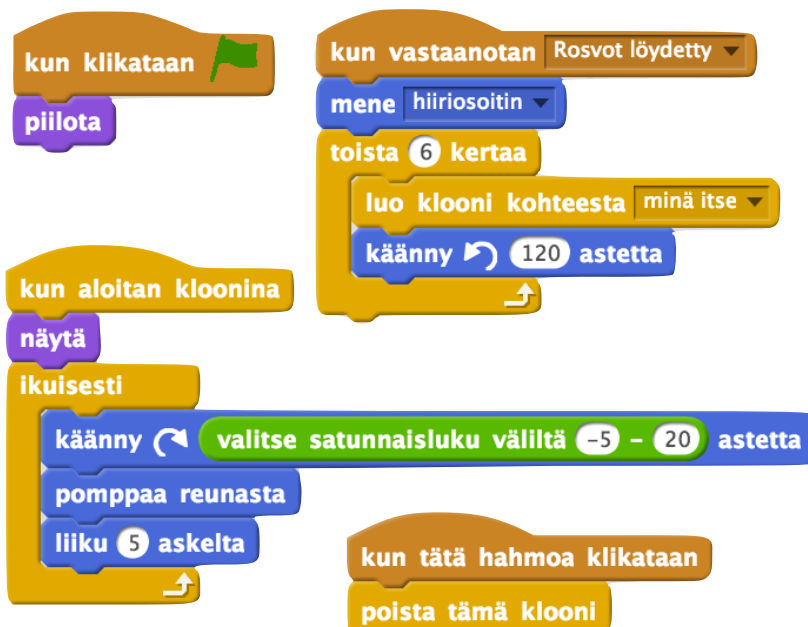 kun klikataan
piilota
kun vastaanotan Rosvot löydetty
mene hiiriosoitin
toista 6 kertaa
luo klooni kohteesta minä itse
käänny 120 astetta
kun aloitan kloonina
näytä
ikuisesti
käänny valitse satunnaisluku väliltä -5 - 20 astetta
pomppaa reunasta
liiku 5 askelta
kun tätä hahmoa klikataan
poista tämä klooni